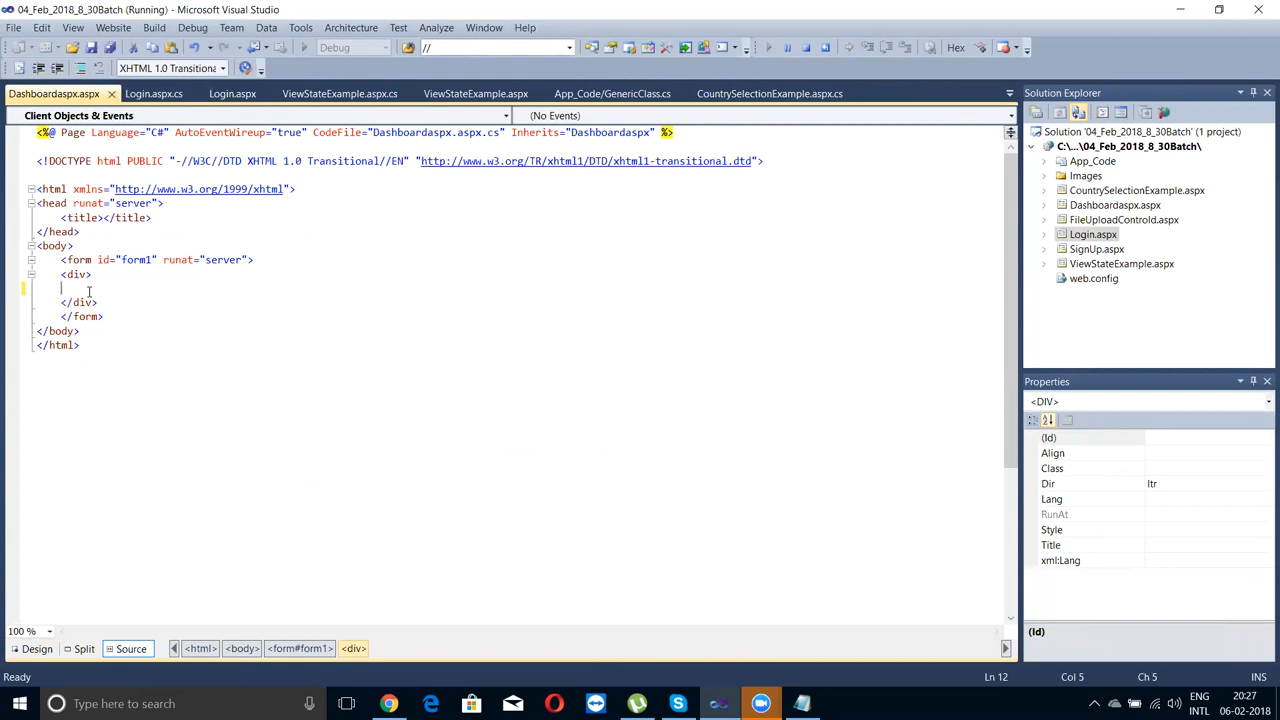 04_Feb_2018_8_30Batch (Running) - Microsoft Visual Studio
File Edit View Website Build Debug Team Data Tools Architecture Test Analyze Window Help
Debug // Hex
XHTML 1.0 Transitiona
Dashboardaspx.aspx Login.aspx.cs Login.aspx ViewStateExample.aspx.cs ViewStateExample.aspx App_Code/GenericClass.cs CountrySelectionExample.aspx.cs
Client Objects & Events (No Events)
<%@ Page Language="C#" AutoEventWireup="true" CodeFile="Dashboardaspx.aspx.cs" Inherits="Dashboardaspx" %>
<!DOCTYPE html PUBLIC "-//W3C//DTD XHTML 1.0 Transitional//EN" "http://www.w3.org/TR/xhtml1/DTD/xhtml1-transitional.dtd">
<html xmlns="http://www.w3.org/1999/xhtml">
<head runat="server">
<title></title>
</head>
<body>
<form id="form1" runat="server">
<div>
</div>
</form>
</body>
</html>
100 %
Design Split Source <html> <body> <form#form1> <div>
Solution Explorer
Solution '04_Feb_2018_8_30Batch' (1 project)
C:\...\04_Feb_2018_8_30Batch\
App_Code
Images
CountrySelectionExample.aspx
Dashboardaspx.aspx
FileUploadControld.aspx
Login.aspx
SignUp.aspx
ViewStateExample.aspx
web.config
Properties
<DIV>
(Id)
Align
Class
Dir ltr
Lang
RunAt
Style
Title
xml:Lang
(Id)
Ready Ln 12 Col 5 Ch 5 INS
Type here to search
ENG 20:27
INTL 06-02-2018